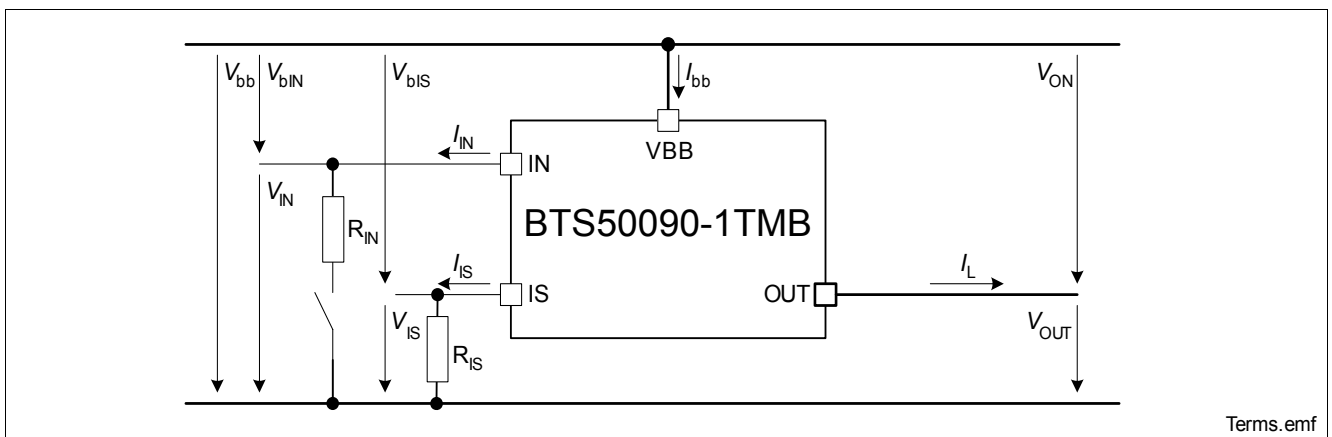 Vbb VbIN VbIS Ibb VON
IIN
IN
VBB
VIN
RIN
BTS50090-1TMB
IIS
IS
OUT
IL
VIS
RIS
VOUT
Terms.emf